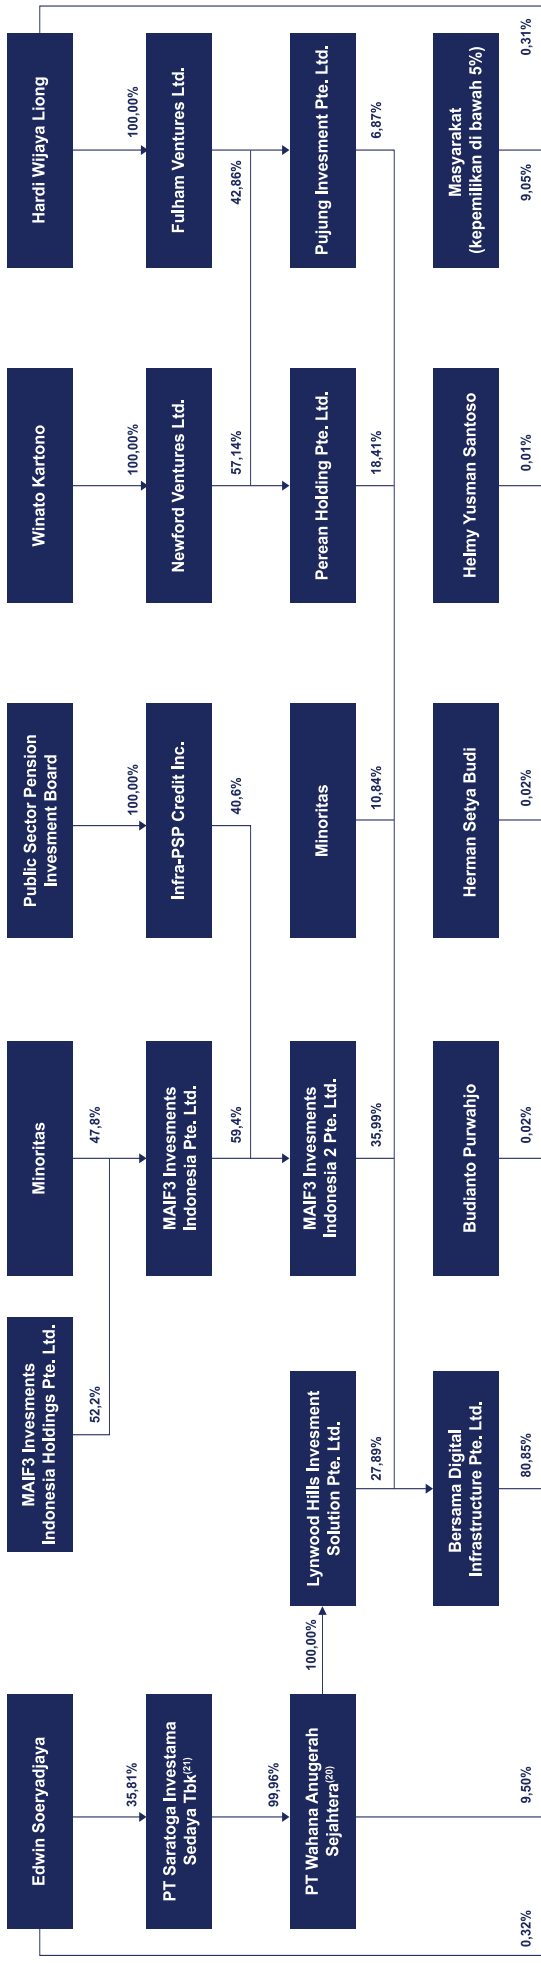 Edwin Soeryadjaya
MAIF3 Invesments
Indonesia Holdings Pte. Ltd.
Minoritas
Public Sector Pension
Invesment Board
Winato Kartono
Hardi Wijaya Liong
35,81%
52,2%
47,8%
100,00%
100,00%
100,00%
PT Saratoga Investama
Sedaya Tbk(21)
MAIF3 Invesments
Indonesia Pte. Ltd.
Infra-PSP Credit Inc.
Newford Ventures Ltd.
Fulham Ventures Ltd.
99,96%
59,4%
40,6%
57,14%
42,86%
PT Wahana Anugerah
Sejahtera(20)
100,00%
Lynwood Hills Invesment
Solution Pte. Ltd.
MAIF3 Invesments
Indonesia 2 Pte. Ltd.
Minoritas
Perean Holding Pte. Ltd.
Pujung Invesment Pte. Ltd.
27,89%
35,99%
10,84%
18,41%
6,87%
Bersama Digital
Infrastructure Pte. Ltd.
Budianto Purwahjo
Herman Setya Budi
Helmy Yusman Santoso
Masyarakat
(kepemilikan di bawah 5%)
0,32%
9,50%
80,85%
0,02%
0,02%
0,01%
9,05%
0,31%